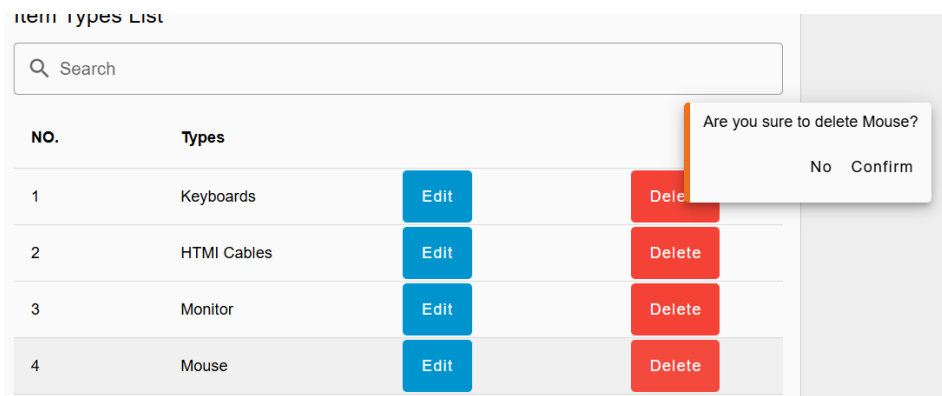 Item Types List
Search
Are you sure to delete Mouse?
NO. Types
No Confirm
1 Keyboards Edit Dele
2 HTMI Cables Edit Delete
3 Monitor Edit Delete
4 Mouse Edit Delete